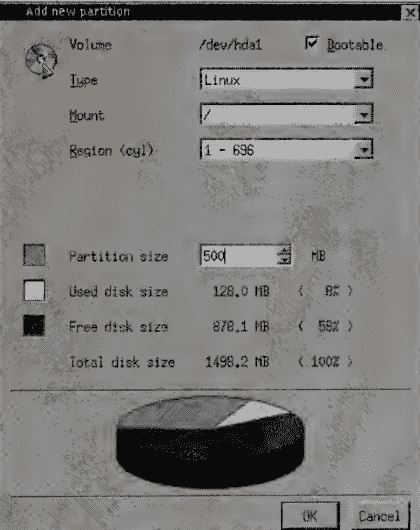 Add new partition
Volume /dev/hda1 Bootable
Type Linux
Mount /
Region (cyl) 1 - 696
Partition size 500 MB
Used disk size 128.0 MB ( 8% )
Free disk size 878.1 MB ( 58% )
Total disk size 1498.2 MB ( 100% )
OK Cancel